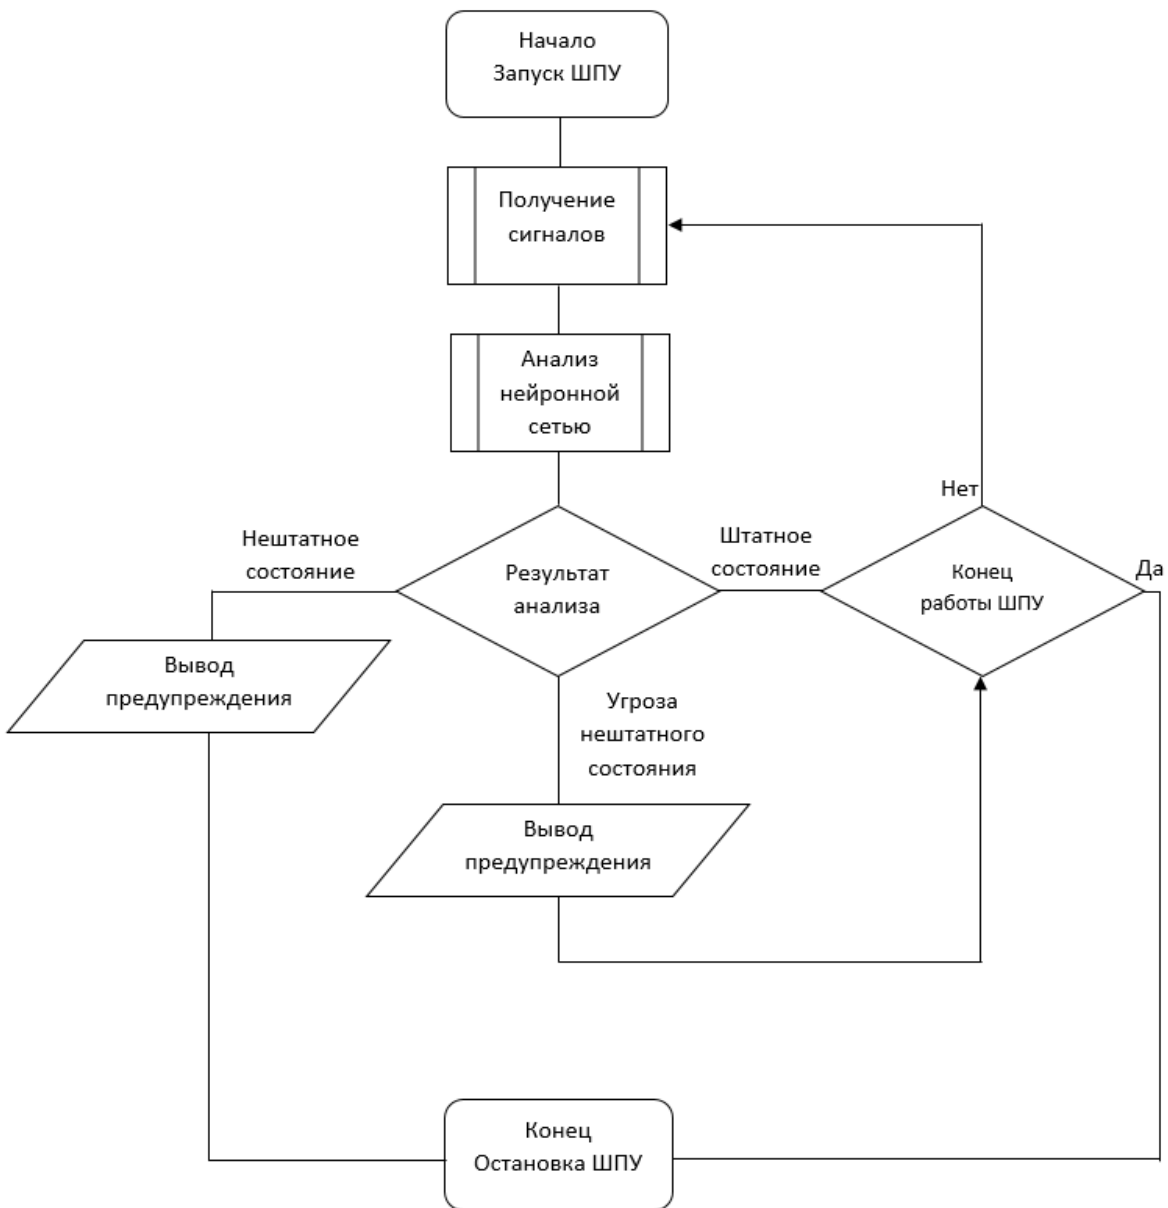 Начало
Запуск ШПУ
Получение
сигналов
Анализ
нейронной
сетью
Нет
Нештатное
состояние
Результат
анализа
Штатное
состояние
Конец
работы ШПУ
Да
Вывод
предупреждения
Угроза
нештатного
состояния
Вывод
предупреждения
Конец
Остановка ШПУ